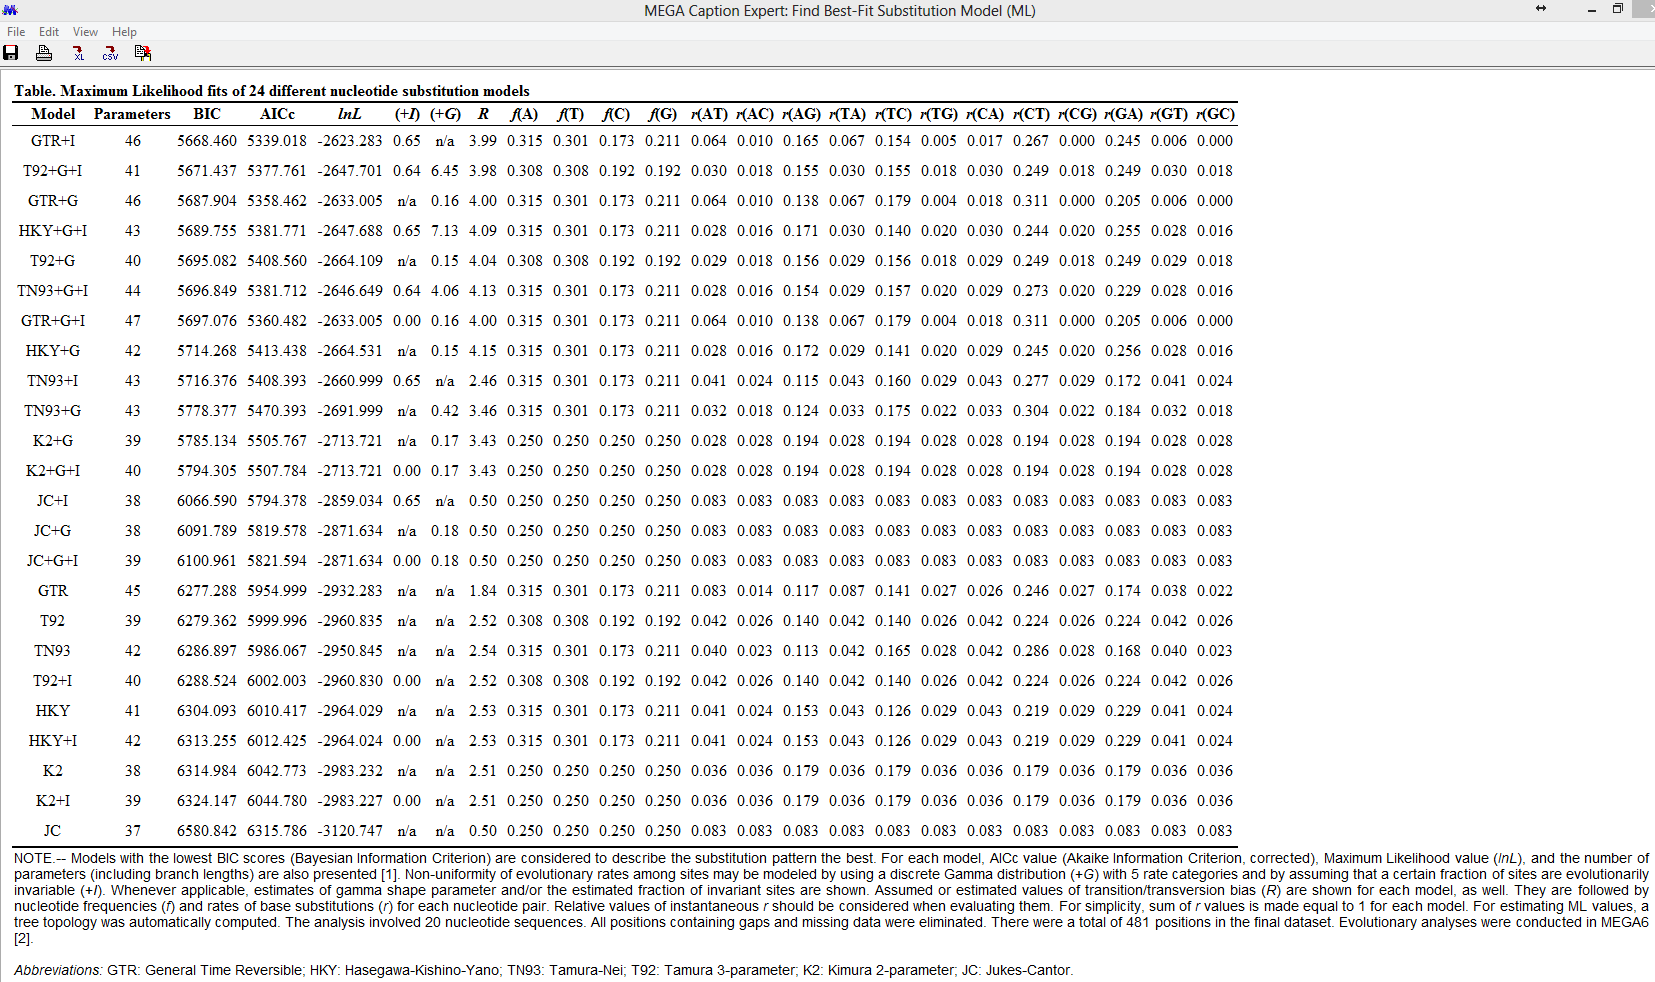 MEGA Caption Expert: Find Best-Fit Substitution Model (ML)
File Edit View Help
XL CSV
Table. Maximum Likelihood fits of 24 different nucleotide substitution models
Model Parameters BIC AICc lnL (+I) (+G) R f(A) f(T) f(C) f(G) r(AT) r(AC) r(AG) r(TA) r(TC) r(TG) r(CA) r(CT) r(CG) r(GA) r(GT) r(GC)
GTR+I 46 5668.460 5339.018 -2623.283 0.65 n/a 3.99 0.315 0.301 0.173 0.211 0.064 0.010 0.165 0.067 0.154 0.005 0.017 0.267 0.000 0.245 0.006 0.000
T92+G+I 41 5671.437 5377.761 -2647.701 0.64 6.45 3.98 0.308 0.308 0.192 0.192 0.030 0.018 0.155 0.030 0.155 0.018 0.030 0.249 0.018 0.249 0.030 0.018
GTR+G 46 5687.904 5358.462 -2633.005 n/a 0.16 4.00 0.315 0.301 0.173 0.211 0.064 0.010 0.138 0.067 0.179 0.004 0.018 0.311 0.000 0.205 0.006 0.000
HKY+G+I 43 5689.755 5381.771 -2647.688 0.65 7.13 4.09 0.315 0.301 0.173 0.211 0.028 0.016 0.171 0.030 0.140 0.020 0.030 0.244 0.020 0.255 0.028 0.016
T92+G 40 5695.082 5408.560 -2664.109 n/a 0.15 4.04 0.308 0.308 0.192 0.192 0.029 0.018 0.156 0.029 0.156 0.018 0.029 0.249 0.018 0.249 0.029 0.018
TN93+G+I 44 5696.849 5381.712 -2646.649 0.64 4.06 4.13 0.315 0.301 0.173 0.211 0.028 0.016 0.154 0.029 0.157 0.020 0.029 0.273 0.020 0.229 0.028 0.016
GTR+G+I 47 5697.076 5360.482 -2633.005 0.00 0.16 4.00 0.315 0.301 0.173 0.211 0.064 0.010 0.138 0.067 0.179 0.004 0.018 0.311 0.000 0.205 0.006 0.000
HKY+G 42 5714.268 5413.438 -2664.531 n/a 0.15 4.15 0.315 0.301 0.173 0.211 0.028 0.016 0.172 0.029 0.141 0.020 0.029 0.245 0.020 0.256 0.028 0.016
TN93+I 43 5716.376 5408.393 -2660.999 0.65 n/a 2.46 0.315 0.301 0.173 0.211 0.041 0.024 0.115 0.043 0.160 0.029 0.043 0.277 0.029 0.172 0.041 0.024
TN93+G 43 5778.377 5470.393 -2691.999 n/a 0.42 3.46 0.315 0.301 0.173 0.211 0.032 0.018 0.124 0.033 0.175 0.022 0.033 0.304 0.022 0.184 0.032 0.018
K2+G 39 5785.134 5505.767 -2713.721 n/a 0.17 3.43 0.250 0.250 0.250 0.250 0.028 0.028 0.194 0.028 0.194 0.028 0.028 0.194 0.028 0.194 0.028 0.028
K2+G+I 40 5794.305 5507.784 -2713.721 0.00 0.17 3.43 0.250 0.250 0.250 0.250 0.028 0.028 0.194 0.028 0.194 0.028 0.028 0.194 0.028 0.194 0.028 0.028
JC+I 38 6066.590 5794.378 -2859.034 0.65 n/a 0.50 0.250 0.250 0.250 0.250 0.083 0.083 0.083 0.083 0.083 0.083 0.083 0.083 0.083 0.083 0.083 0.083
JC+G 38 6091.789 5819.578 -2871.634 n/a 0.18 0.50 0.250 0.250 0.250 0.250 0.083 0.083 0.083 0.083 0.083 0.083 0.083 0.083 0.083 0.083 0.083 0.083
JC+G+I 39 6100.961 5821.594 -2871.634 0.00 0.18 0.50 0.250 0.250 0.250 0.250 0.083 0.083 0.083 0.083 0.083 0.083 0.083 0.083 0.083 0.083 0.083 0.083
GTR 45 6277.288 5954.999 -2932.283 n/a n/a 1.84 0.315 0.301 0.173 0.211 0.083 0.014 0.117 0.087 0.141 0.027 0.026 0.246 0.027 0.174 0.038 0.022
T92 39 6279.362 5999.996 -2960.835 n/a n/a 2.52 0.308 0.308 0.192 0.192 0.042 0.026 0.140 0.042 0.140 0.026 0.042 0.224 0.026 0.224 0.042 0.026
TN93 42 6286.897 5986.067 -2950.845 n/a n/a 2.54 0.315 0.301 0.173 0.211 0.040 0.023 0.113 0.042 0.165 0.028 0.042 0.286 0.028 0.168 0.040 0.023
T92+I 40 6288.524 6002.003 -2960.830 0.00 n/a 2.52 0.308 0.308 0.192 0.192 0.042 0.026 0.140 0.042 0.140 0.026 0.042 0.224 0.026 0.224 0.042 0.026
HKY 41 6304.093 6010.417 -2964.029 n/a n/a 2.53 0.315 0.301 0.173 0.211 0.041 0.024 0.153 0.043 0.126 0.029 0.043 0.219 0.029 0.229 0.041 0.024
HKY+I 42 6313.255 6012.425 -2964.024 0.00 n/a 2.53 0.315 0.301 0.173 0.211 0.041 0.024 0.153 0.043 0.126 0.029 0.043 0.219 0.029 0.229 0.041 0.024
K2 38 6314.984 6042.773 -2983.232 n/a n/a 2.51 0.250 0.250 0.250 0.250 0.036 0.036 0.179 0.036 0.179 0.036 0.036 0.179 0.036 0.179 0.036 0.036
K2+I 39 6324.147 6044.780 -2983.227 0.00 n/a 2.51 0.250 0.250 0.250 0.250 0.036 0.036 0.179 0.036 0.179 0.036 0.036 0.179 0.036 0.179 0.036 0.036
JC 37 6580.842 6315.786 -3120.747 n/a n/a 0.50 0.250 0.250 0.250 0.250 0.083 0.083 0.083 0.083 0.083 0.083 0.083 0.083 0.083 0.083 0.083 0.083
NOTE.-- Models with the lowest BIC scores (Bayesian Information Criterion) are considered to describe the substitution pattern the best. For each model, AICc value (Akaike Information Criterion, corrected), Maximum Likelihood value (lnL), and the number of
parameters (including branch lengths) are also presented [1]. Non-uniformity of evolutionary rates among sites may be modeled by using a discrete Gamma distribution (+G) with 5 rate categories and by assuming that a certain fraction of sites are evolutionarily
invariable (+I). Whenever applicable, estimates of gamma shape parameter and/or the estimated fraction of invariant sites are shown. Assumed or estimated values of transition/transversion bias (R) are shown for each model, as well. They are followed by
nucleotide frequencies (f) and rates of base substitutions (r) for each nucleotide pair. Relative values of instantaneous r should be considered when evaluating them. For simplicity, sum of r values is made equal to 1 for each model. For estimating ML values, a
tree topology was automatically computed. The analysis involved 20 nucleotide sequences. All positions containing gaps and missing data were eliminated. There were a total of 481 positions in the final dataset. Evolutionary analyses were conducted in MEGA6
[2].
Abbreviations: GTR: General Time Reversible; HKY: Hasegawa-Kishino-Yano; TN93: Tamura-Nei; T92: Tamura 3-parameter; K2: Kimura 2-parameter; JC: Jukes-Cantor.